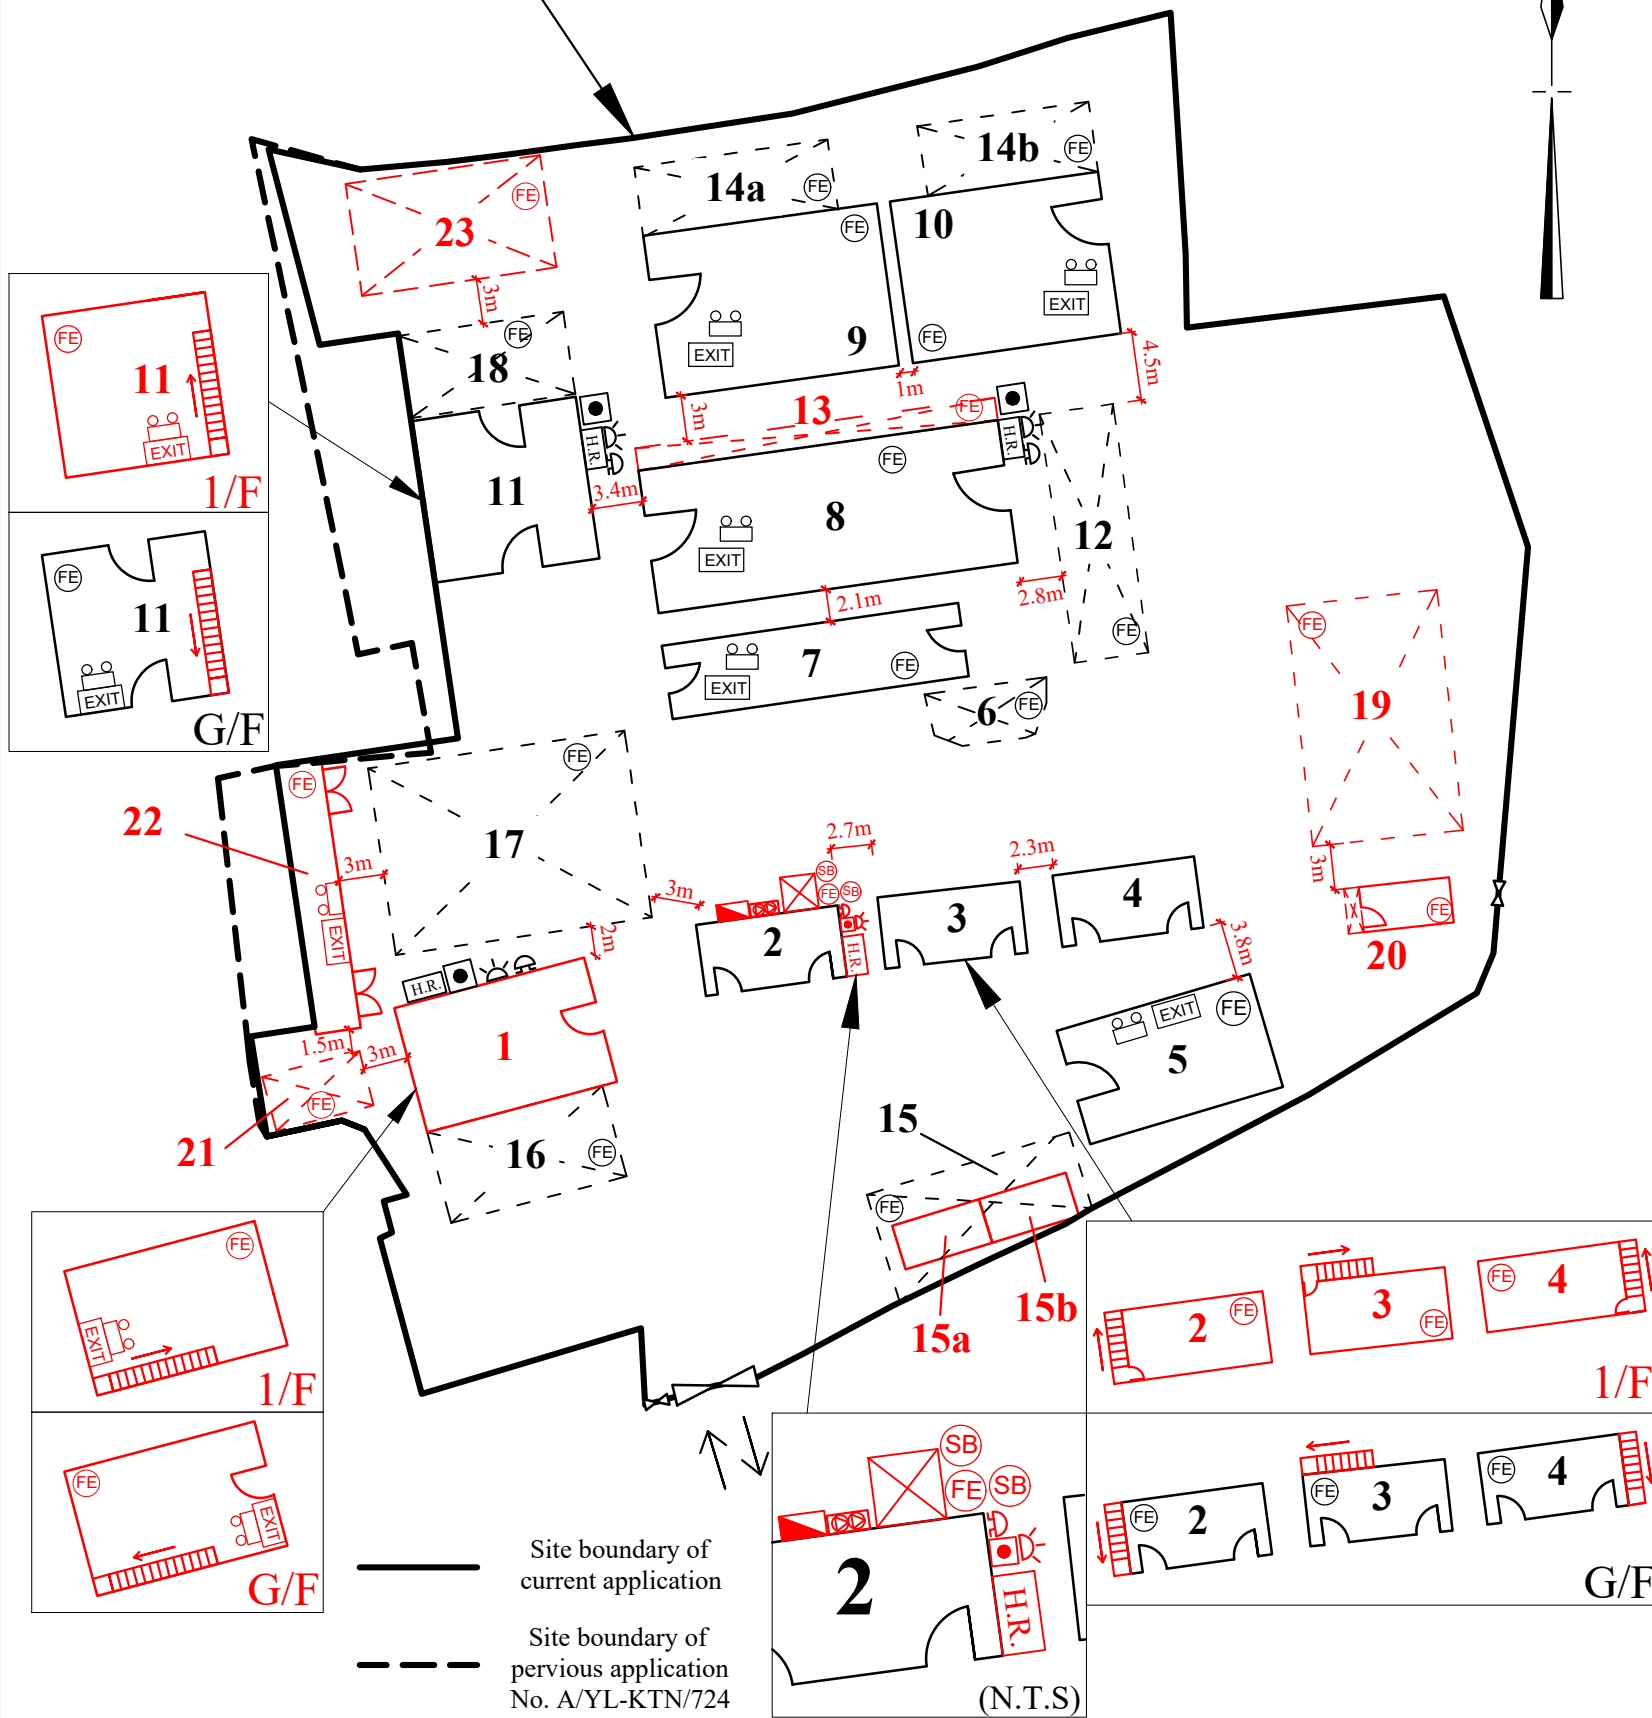 14b
FE
14a
FE
FE
23
FE
10
FE
3m
EXIT
9
EXIT
FE
4.5m
18
FE
1m
FE
11
EXIT
1/F
3m
13
FE
H.R.
H.R.
FE
11
3.4m
8
EXIT
12
2.8m
FE
FE
11
EXIT
G/F
2.1m
7
EXIT
FE
6
FE
FE
19
FE
22
3m
EXIT
FE
17
3m
2m
2.7m
SB
FE
SB
2
H.R.
2.3m
3
4
3m
FE
20
3.8m
H.R.
1
1.5m
3m
FE
21
EXIT
FE
5
16
FE
15
FE
15a
15b
FE
EXIT
1/F
FE
EXIT
G/F
2
FE
3
FE
FE
4
1/F
FE
2
FE
3
FE
4
G/F
SB
FE
SB
2
H.R.
(N.T.S)
Site boundary of
current application
Site boundary of
pervious application
No. A/YL-KTN/724